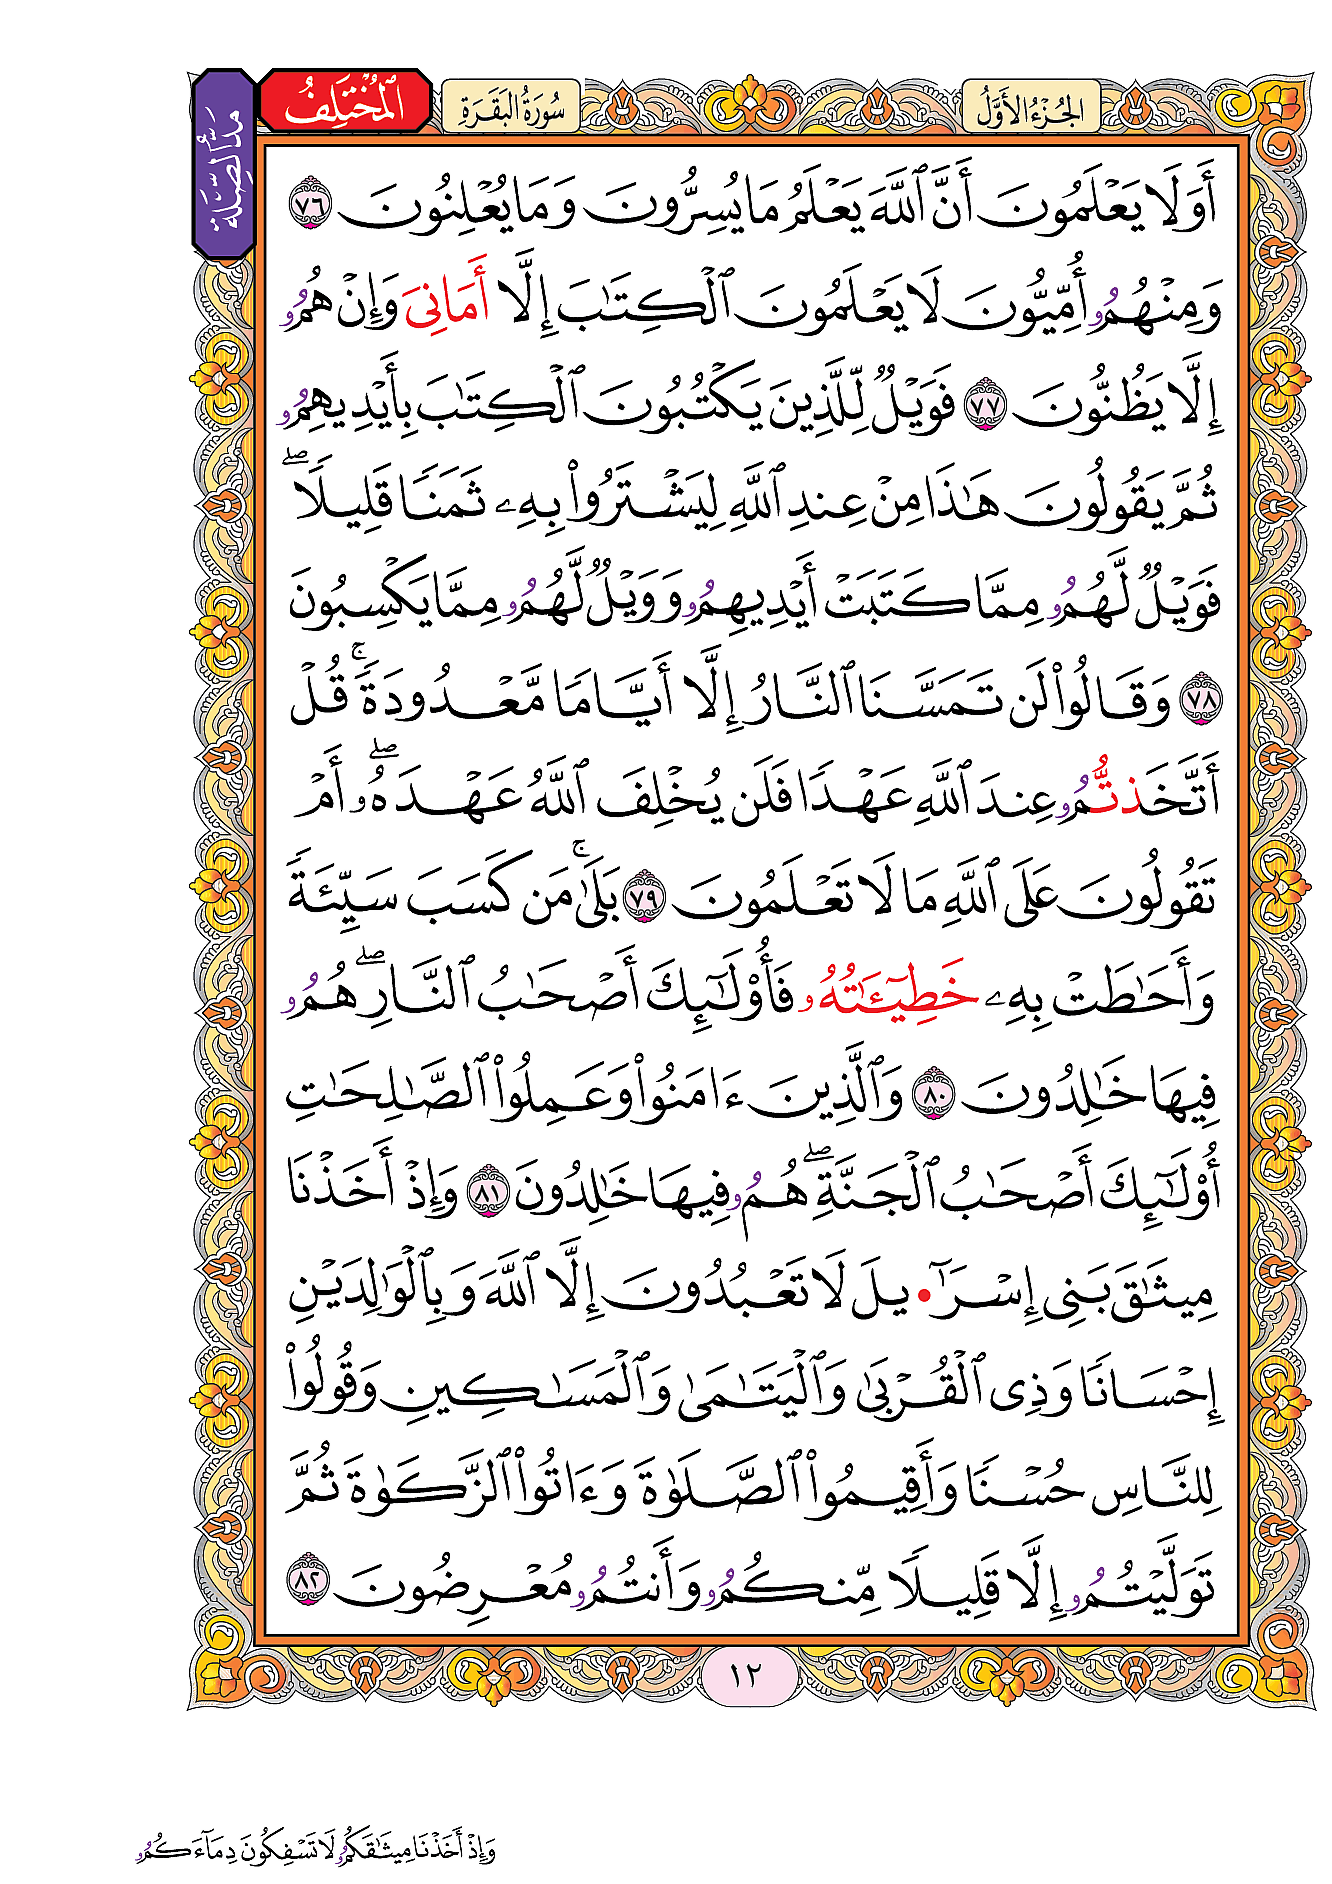 الجُزْءُ الأَوَّلُ
سُورَةُ البَقَرَةِ
المُخْتَلِفُ
مَدُّ الصِّلَةِ
أَوَلَا يَعْلَمُونَ أَنَّ ٱللَّهَ يَعْلَمُ مَا يُسِرُّونَ وَمَا يُعْلِنُونَ ٧٦
وَمِنْهُمُۥ أُمِّيُّونَ لَا يَعْلَمُونَ ٱلْكِتَٰبَ إِلَّا أَمَانِىَ وَإِنْ هُمُۥ
إِلَّا يَظُنُّونَ ٧٧ فَوَيْلٌ لِّلَّذِينَ يَكْتُبُونَ ٱلْكِتَٰبَ بِأَيْدِيهِمُۥ
ثُمَّ يَقُولُونَ هَٰذَا مِنْ عِندِ ٱللَّهِ لِيَشْتَرُوا۟ بِهِۦ ثَمَنًا قَلِيلًا ۖ
فَوَيْلٌ لَّهُمُۥ مِمَّا كَتَبَتْ أَيْدِيهِمُۥ وَوَيْلٌ لَّهُمُۥ مِمَّا يَكْسِبُونَ
٧٨ وَقَالُوا۟ لَن تَمَسَّنَا ٱلنَّارُ إِلَّا أَيَّامًا مَّعْدُودَةً ۚ قُلْ
أَتَّخَذتُّمُۥ عِندَ ٱللَّهِ عَهْدًا فَلَن يُخْلِفَ ٱللَّهُ عَهْدَهُۥ ۖ أَمْ
تَقُولُونَ عَلَى ٱللَّهِ مَا لَا تَعْلَمُونَ ٧٩ بَلَىٰ ۚ مَن كَسَبَ سَيِّئَةً
وَأَحَٰطَتْ بِهِۦ خَطِيٓـَٰٔتُهُۥ فَأُو۟لَٰٓئِكَ أَصْحَٰبُ ٱلنَّارِ ۖ هُمُۥ
فِيهَا خَٰلِدُونَ ٨٠ وَٱلَّذِينَ ءَامَنُوا۟ وَعَمِلُوا۟ ٱلصَّٰلِحَٰتِ
أُو۟لَٰٓئِكَ أَصْحَٰبُ ٱلْجَنَّةِ ۖ هُمُۥ فِيهَا خَٰلِدُونَ ٨١ وَإِذْ أَخَذْنَا
مِيثَٰقَ بَنِى إِسْرَآ•يلَ لَا تَعْبُدُونَ إِلَّا ٱللَّهَ وَبِٱلْوَٰلِدَيْنِ
إِحْسَانًا وَذِى ٱلْقُرْبَىٰ وَٱلْيَتَٰمَىٰ وَٱلْمَسَٰكِينِ وَقُولُوا۟
لِلنَّاسِ حُسْنًا وَأَقِيمُوا۟ ٱلصَّلَوٰةَ وَءَاتُوا۟ ٱلزَّكَوٰةَ ثُمَّ
تَوَلَّيْتُمُۥ إِلَّا قَلِيلًا مِّنكُمُۥ وَأَنتُمُۥ مُعْرِضُونَ ٨٢
١٢
وَإِذْ أَخَذْنَا مِيثَٰقَكُمُۥ لَا تَسْفِكُونَ دِمَآءَكُمُۥ